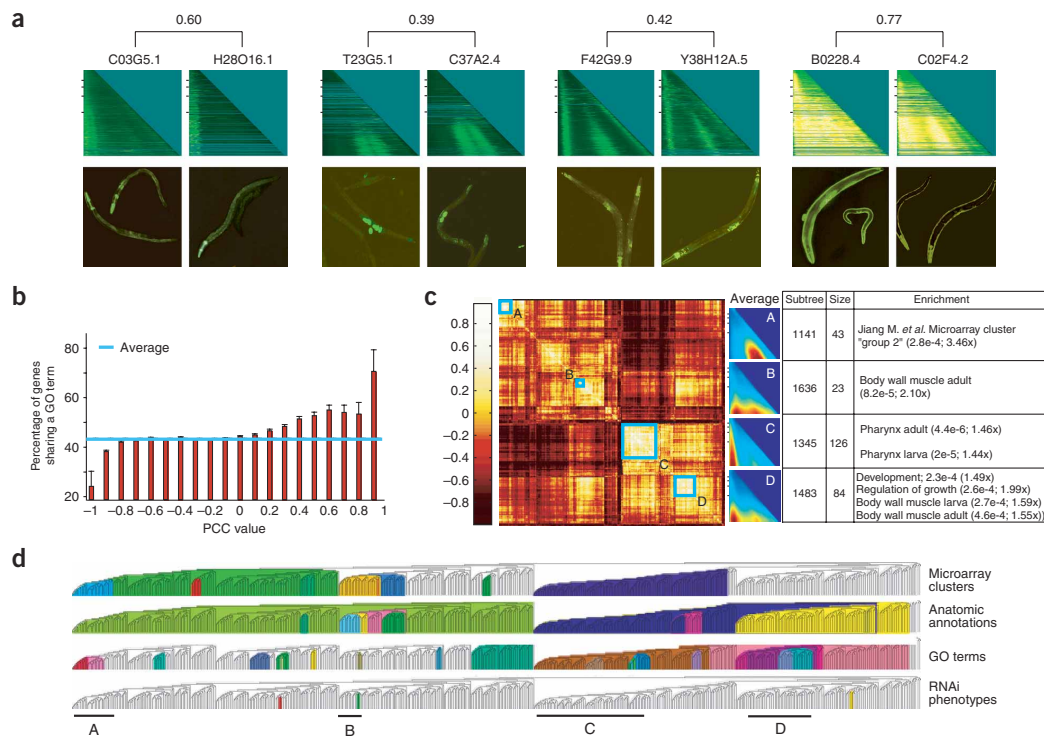 a
0.60
0.39
0.42
0.77
C03G5.1
H28O16.1
T23G5.1
C37A2.4
F42G9.9
Y38H12A.5
B0228.4
C02F4.2
b
Average
Percentage of genes
sharing a GO term
80
60
40
20
−1
−0.8
−0.6
−0.4
−0.2
0
0.2
0.4
0.6
0.8
1
PCC value
c
0.8
0.6
0.4
0.2
0
−0.2
−0.4
−0.6
−0.8
A
B
C
D
Average
Subtree
Size
Enrichment
A
1141
43
Jiang M. et al. Microarray cluster
"group 2" (2.8e-4; 3.46x)
B
1636
23
Body wall muscle adult
(8.2e-5; 2.10x)
C
1345
126
Pharynx adult (4.4e-6; 1.46x)
Pharynx larva (2e-5; 1.44x)
D
1483
84
Development; 2.3e-4 (1.49x)
Regulation of growth (2.6e-4; 1.99x)
Body wall muscle larva (2.7e-4; 1.59x)
Body wall muscle adult (4.6e-4; 1.55x))
d
Microarray
clusters
Anatomic
annotations
GO terms
RNAi
phenotypes
A
B
C
D